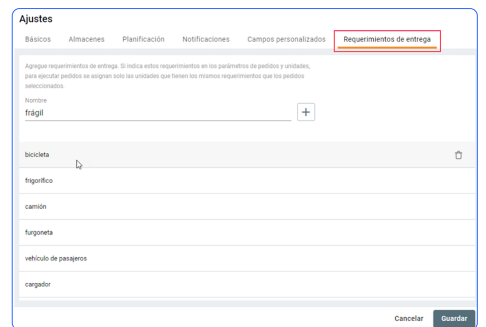 Ajustes
Básicos Almacenes Planificación Notificaciones Campos personalizados Requerimientos de entrega
Agregue requerimientos de entrega. Si indica estos requerimientos en los parámetros de pedidos y unidades,
para ejecutar pedidos se asignan solo las unidades que tienen los mismos requerimientos que los pedidos
seleccionados.
Nombre
frágil
bicicleta
frigorífico
camión
furgoneta
vehículo de pasajeros
cargador
Cancelar Guardar